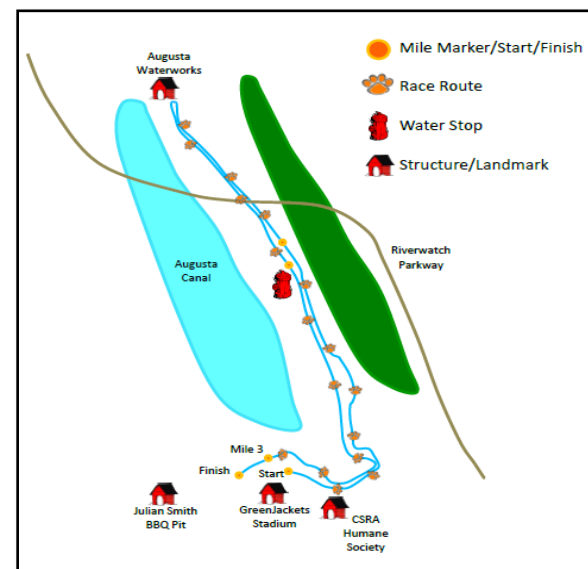 Augusta
Waterworks
Mile Marker/Start/Finish
Race Route
Water Stop
Structure/Landmark
Riverwatch
Parkway
Augusta
Canal
Mile 3
Finish
Start
Julian Smith
BBQ Pit
GreenJackets
Stadium
CSRA
Humane
Society